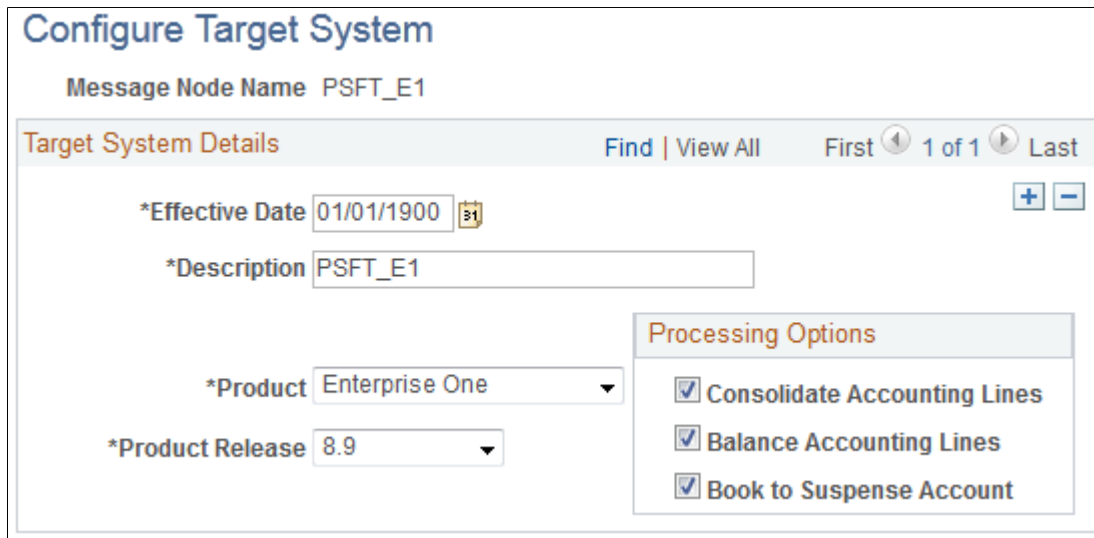 Configure Target System
Message Node Name PSFT_E1
Target System Details Find | View All First 1 of 1 Last
*Effective Date 01/01/1900 31
*Description PSFT_E1
Processing Options
*Product Enterprise One
Consolidate Accounting Lines
*Product Release 8.9
Balance Accounting Lines
Book to Suspense Account